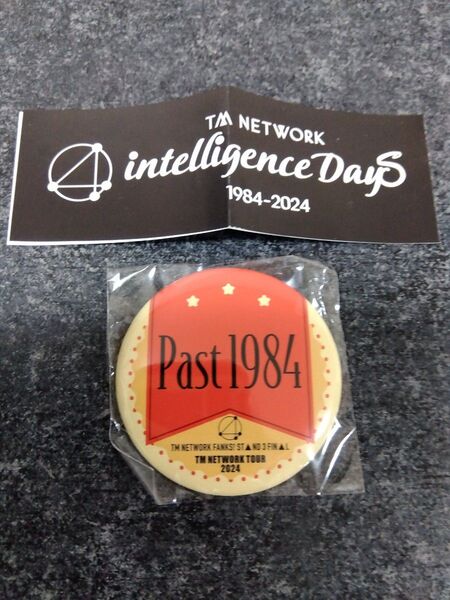 TM NETWORK
intelligence Days
1984-2024
Past 1984
TM NETWORK FANKS! ST▲ND 3 FIN▲L
TM NETWORK TOUR
2024